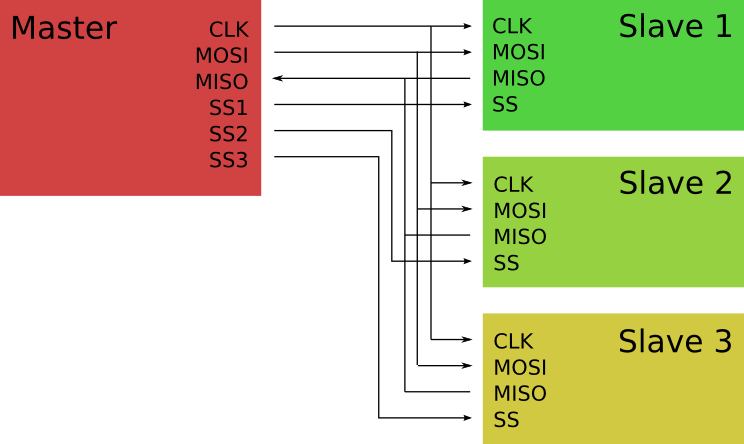 Master
CLK
MOSI
MISO
SS1
SS2
SS3
Slave 1
CLK
MOSI
MISO
SS
Slave 2
CLK
MOSI
MISO
SS
Slave 3
CLK
MOSI
MISO
SS